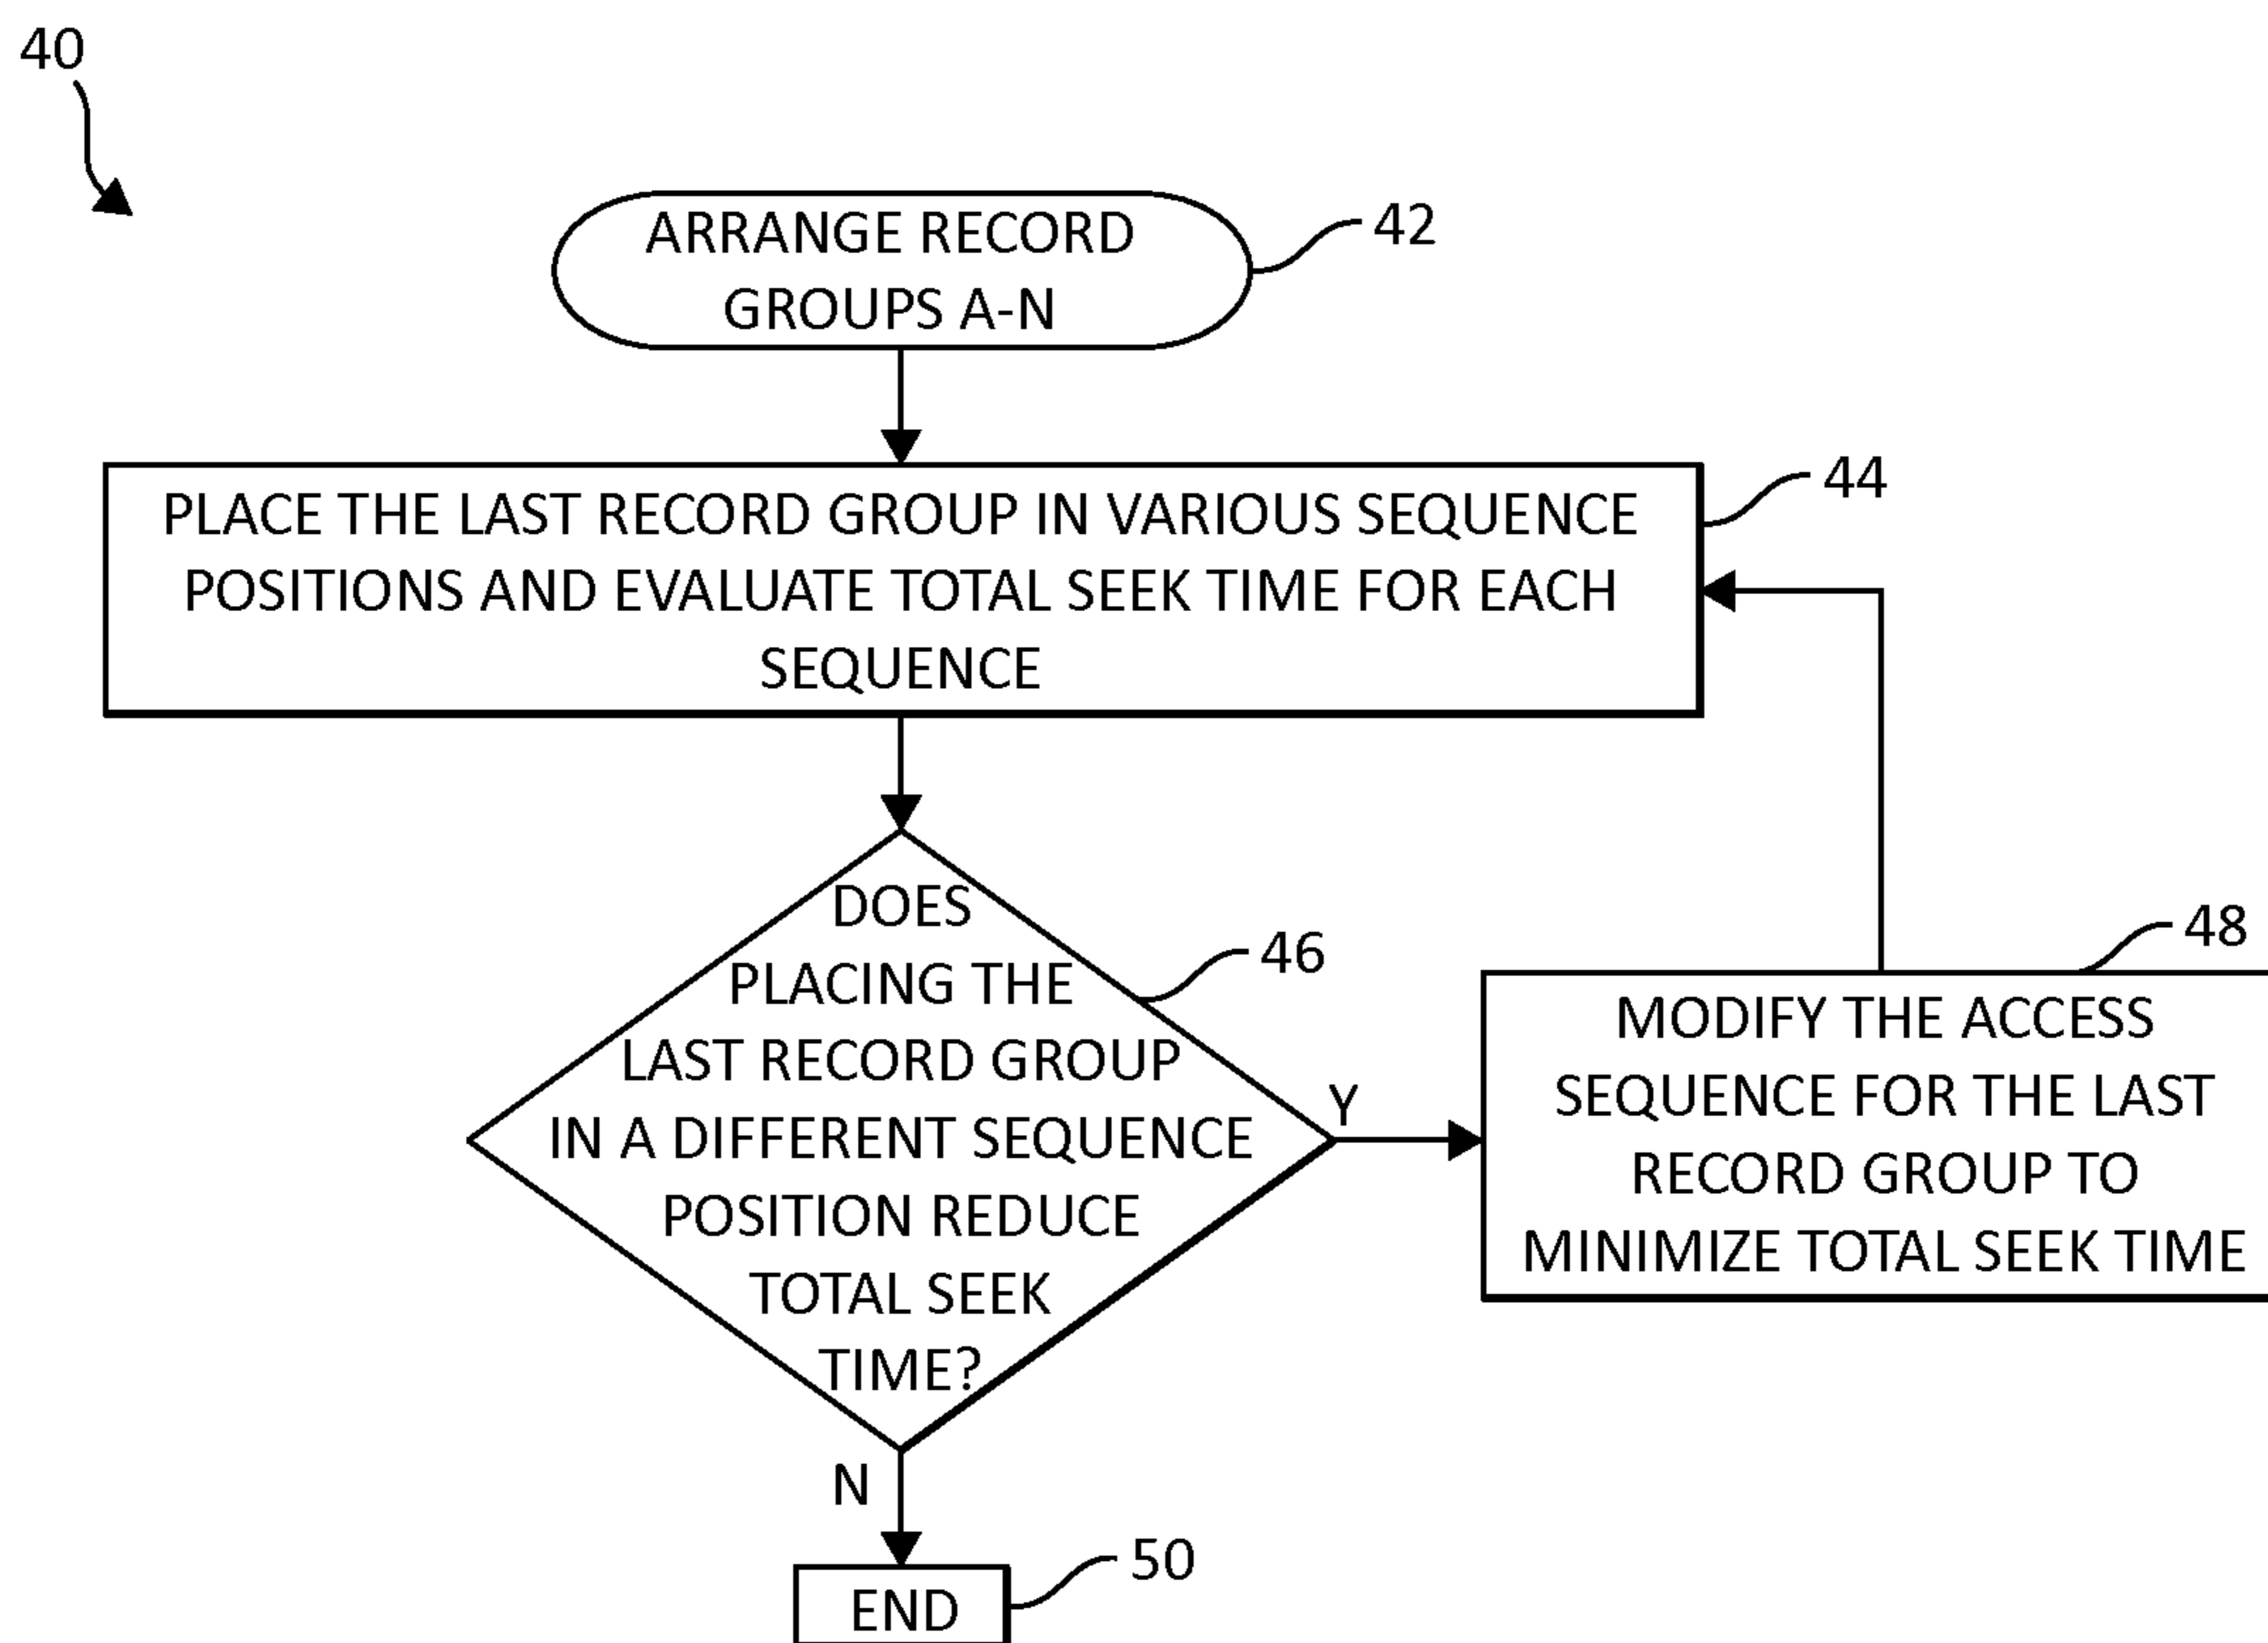 40
ARRANGE RECORD
GROUPS A-N
42
PLACE THE LAST RECORD GROUP IN VARIOUS SEQUENCE
POSITIONS AND EVALUATE TOTAL SEEK TIME FOR EACH
SEQUENCE
44
DOES
PLACING THE
LAST RECORD GROUP
IN A DIFFERENT SEQUENCE
POSITION REDUCE
TOTAL SEEK
TIME?
46
Y
MODIFY THE ACCESS
SEQUENCE FOR THE LAST
RECORD GROUP TO
MINIMIZE TOTAL SEEK TIME
48
N
END
50